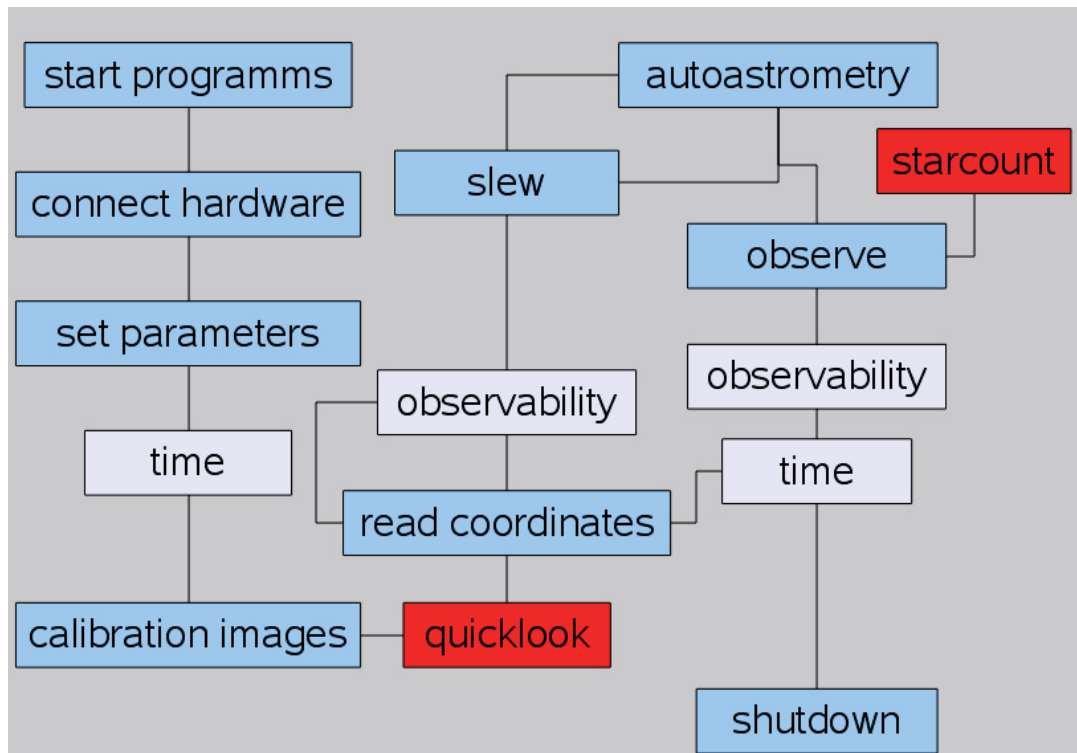 start programms
autoastrometry
starcount
slew
connect hardware
observe
set parameters
observability
observability
time
time
read coordinates
calibration images
quicklook
shutdown